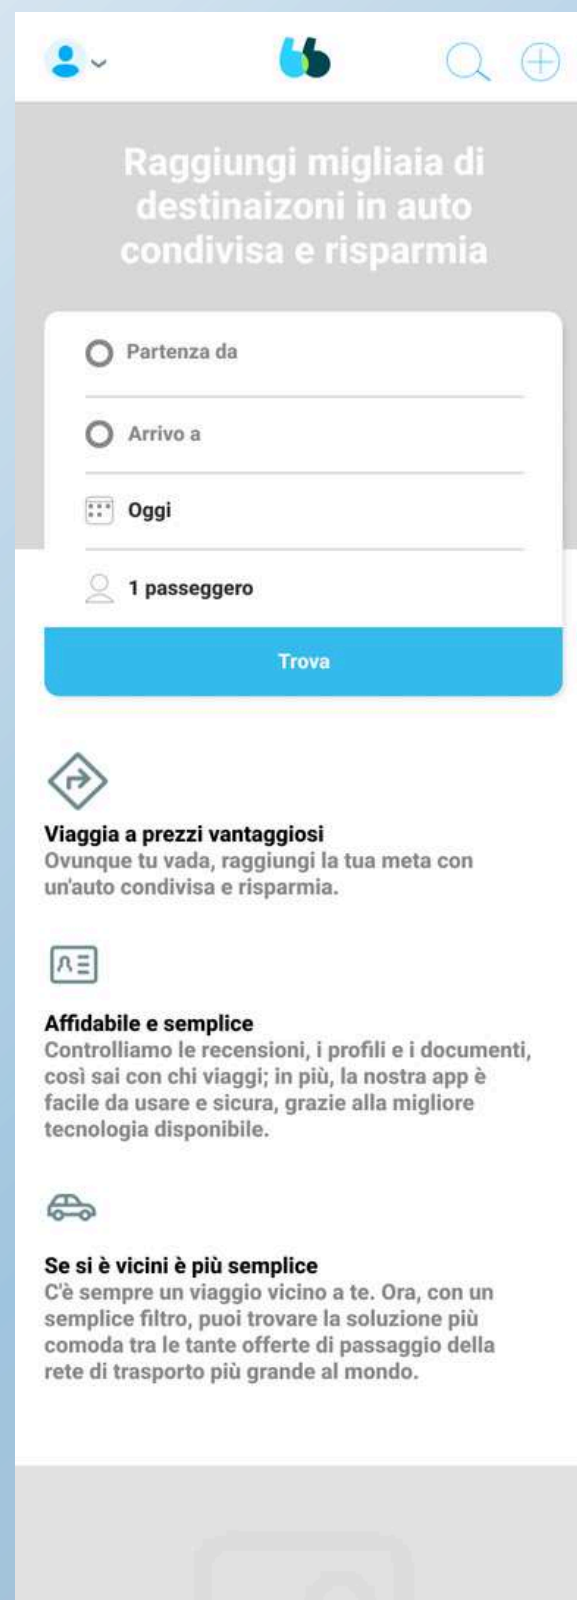 Raggiungi migliaia di
destinaizoni in auto
condivisa e risparmia
Partenza da
Arrivo a
Oggi
1 passeggero
Trova
Viaggia a prezzi vantaggiosi
Ovunque tu vada, raggiungi la tua meta con
un'auto condivisa e risparmia.
Affidabile e semplice
Controlliamo le recensioni, i profili e i documenti,
così sai con chi viaggi; in più, la nostra app è
facile da usare e sicura, grazie alla migliore
tecnologia disponibile.
Se si è vicini è più semplice
C'è sempre un viaggio vicino a te. Ora, con un
semplice filtro, puoi trovare la soluzione più
comoda tra le tante offerte di passaggio della
rete di trasporto più grande al mondo.